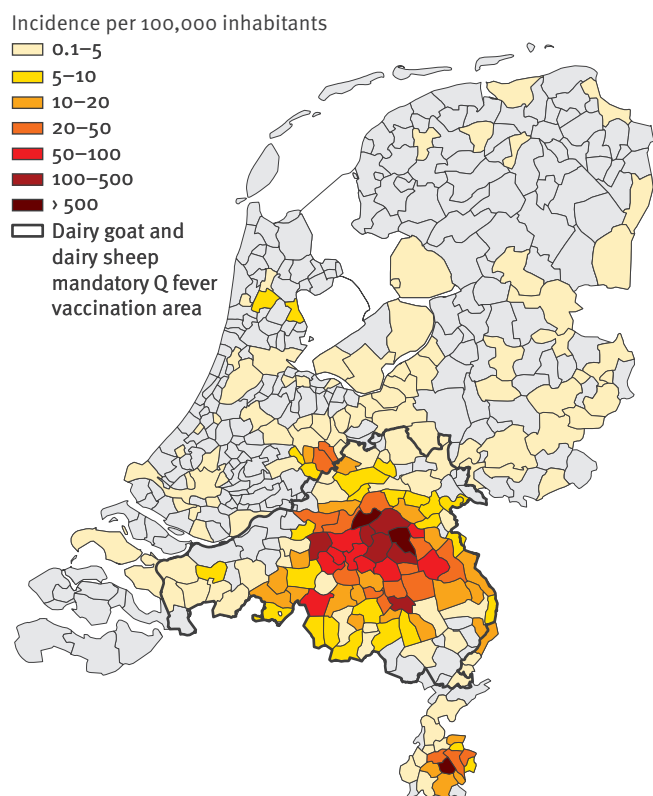 Incidence per 100,000 inhabitants
0.1–5
5–10
10–20
20–50
50–100
100–500
› 500
Dairy goat and
dairy sheep
mandatory Q fever
vaccination area